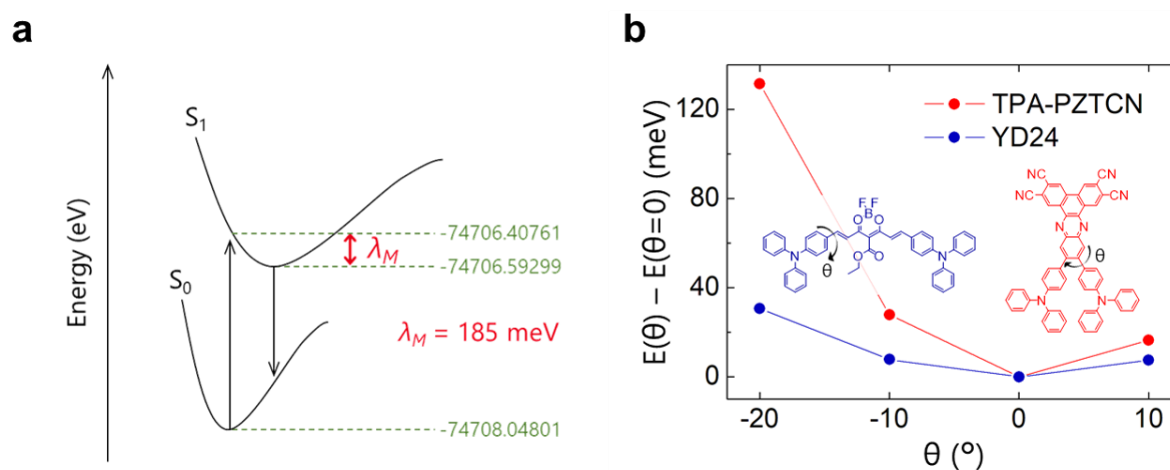 a
Energy (eV)
S1
S0
-74706.40761
λM
-74706.59299
λM = 185 meV
-74708.04801
b
E(θ) – E(θ=0) (meV)
120
80
40
0
-20
-10
0
10
θ (º)
TPA-PZTCN
YD24
F F
B
O O
O
O
N
N
θ
CN
CN
NC
NC
N
N
θ
N
N